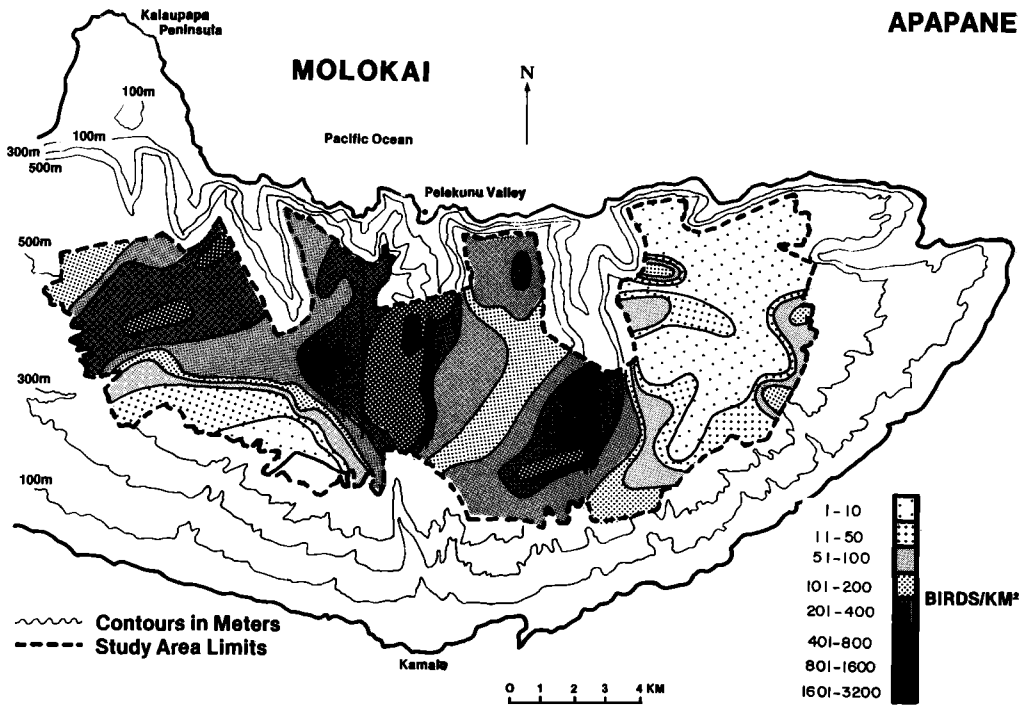 Kalaupapa
Peninsuta
APAPANE
MOLOKAI
N
100m
Pacific Ocean
100m
300m
500m
Pelekunu Valley
500m
300m
100m
1-10
11-50
51-100
101-200
201-400
401-800
801-1600
1601-3200
BIRDS/KM²
Contours in Meters
Study Area Limits
Kamale
0 1 2 3 4 KM